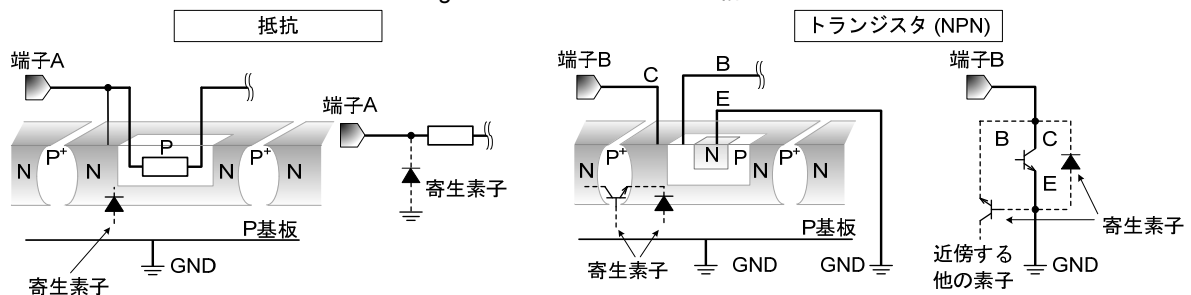 抵抗
トランジスタ (NPN)
端子A
N
P+
N
P
N
P+
N
寄生素子
P基板
GND
端子A
寄生素子
端子B
C
B
E
N
P+
N
N
P
N
P+
N
P基板
寄生素子
GND
GND
端子B
B
C
E
寄生素子
近傍する
他の素子
GND